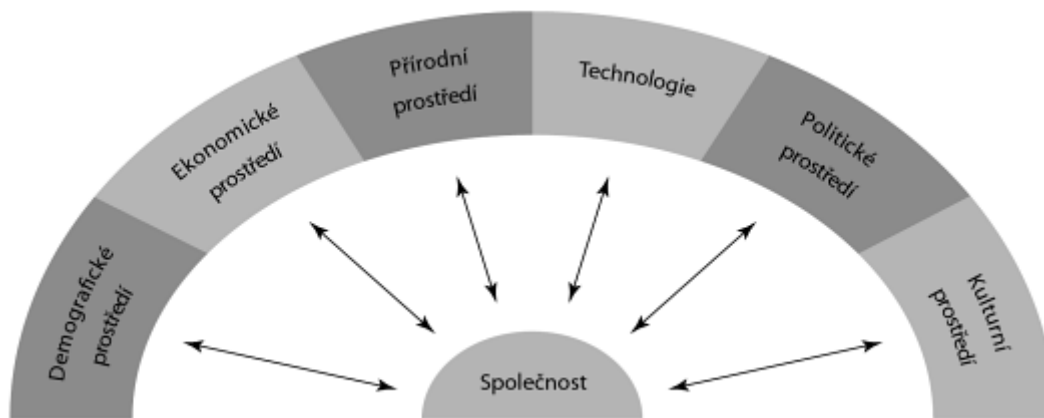 Demografické
prostředí
Ekonomické
prostředí
Přírodní
prostředí
Technologie
Politické
prostředí
Kulturní
prostředí
Společnost